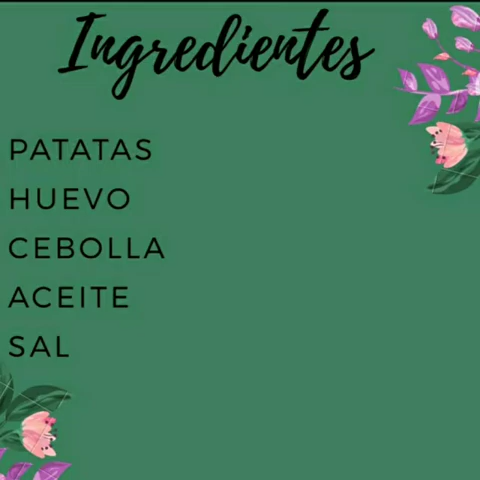 Ingredientes
PATATAS
HUEVO
CEBOLLA
ACEITE
SAL